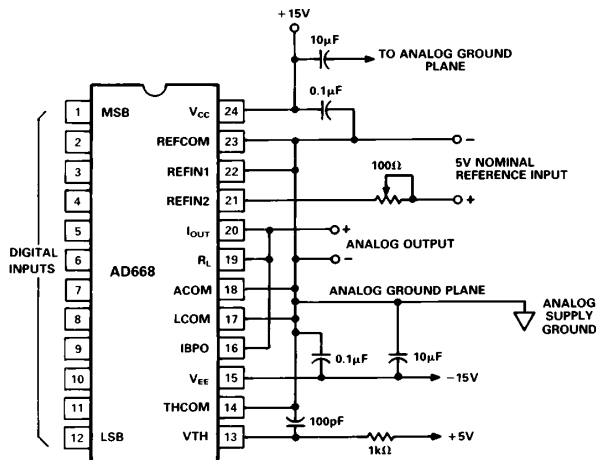 +15V
10μF
TO ANALOG GROUND
PLANE
0.1μF
1 MSB VCC 24
2 REFCOM 23
3 REFIN1 22
4 REFIN2 21
5 IOUT 20
6 RL 19
7 ACOM 18
8 LCOM 17
9 IBPO 16
10 VEE 15
11 THCOM 14
12 LSB VTH 13
DIGITAL
INPUTS
AD668
−
5V NOMINAL
REFERENCE INPUT
100Ω
+
+
ANALOG OUTPUT
−
ANALOG GROUND PLANE
ANALOG
SUPPLY
GROUND
0.1μF
10μF
−15V
100pF
1kΩ
+5V